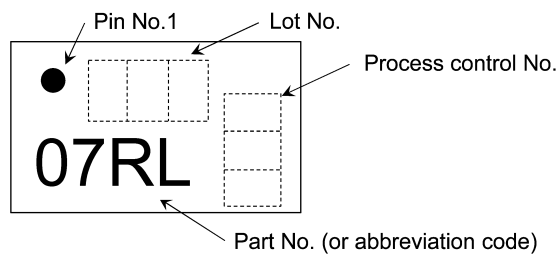 Pin No.1
Lot No.
Process control No.
07RL
Part No. (or abbreviation code)